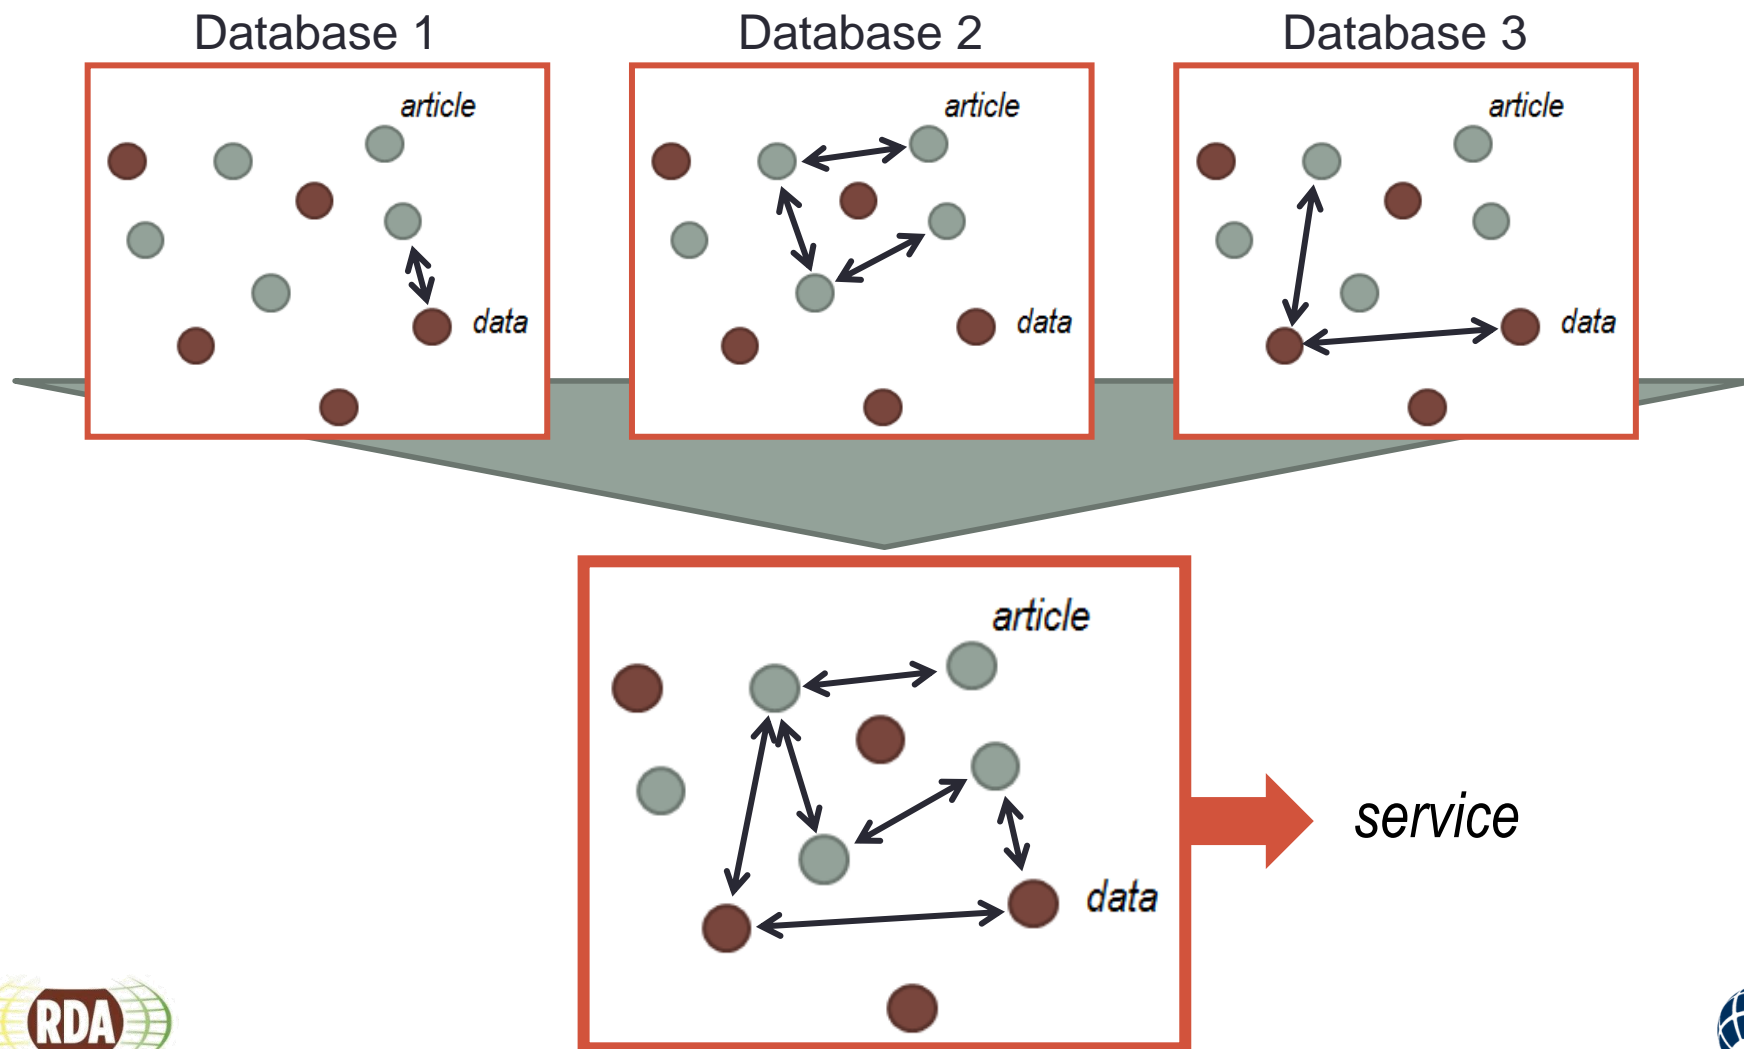 Database 1
Database 2
Database 3
article
article
article
data
data
data
article
service
data
RDA